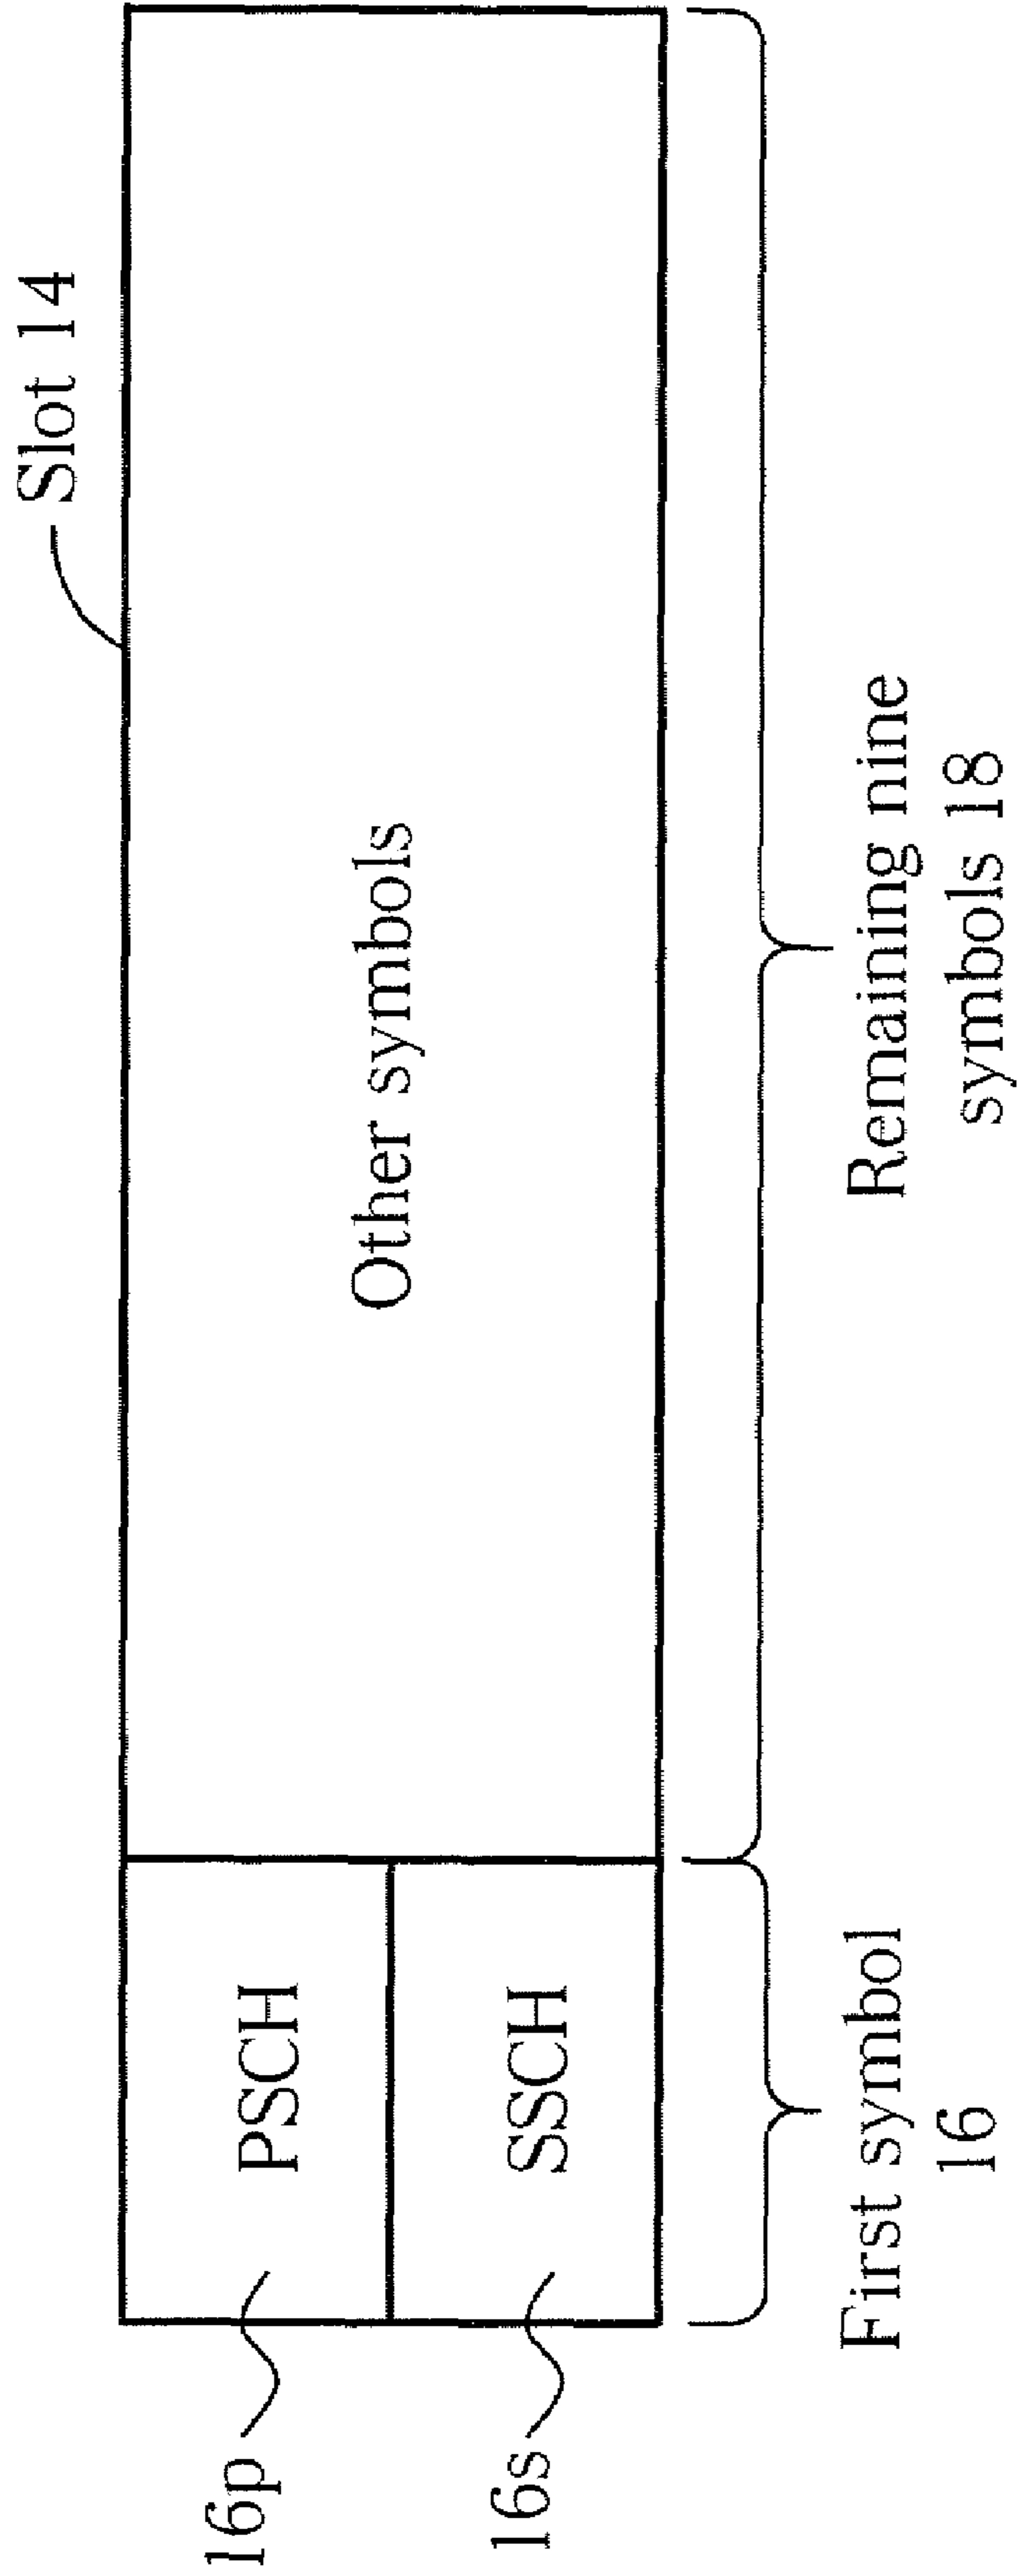 Slot 14
16p
PSCH
Other symbols
16s
SSCH
First symbol
16
Remaining nine
symbols 18